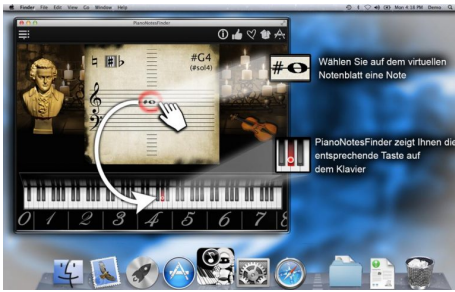 Finder File Edit View Go Window Help
Mon 4:18 PM Demo
PianoNotesFinder
#G4
(#sol4)
Wählen Sie auf dem virtuellen
Notenblatt eine Note
PianoNotesFinder zeigt Ihnen die
entsprechende Taste auf
dem Klavier
0 1 2 3 4 5 6 7 8